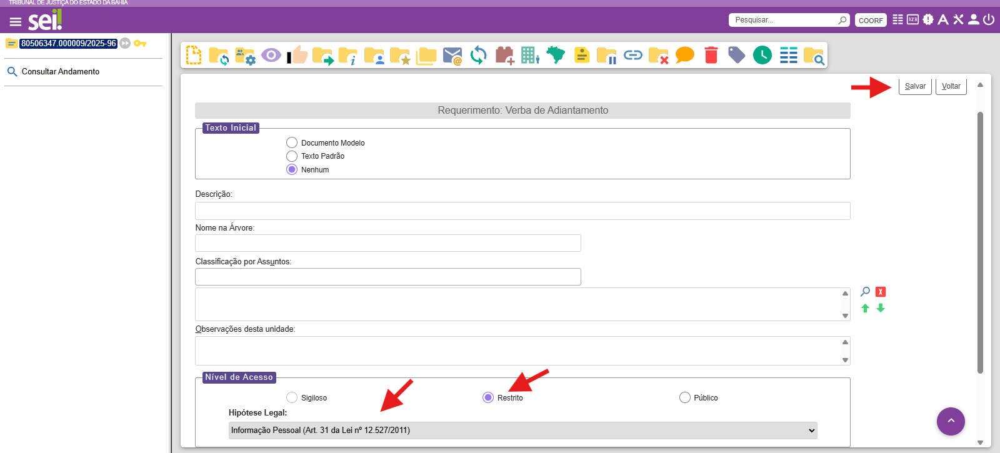 TRIBUNAL DE JUSTIÇA DO ESTADO DA BAHIA
sei!
Pesquisar...
COORF
123
A
80506347.000009/2025-96
Consultar Andamento
Salvar
Voltar
Requerimento: Verba de Adiantamento
Texto Inicial
Documento Modelo
Texto Padrão
Nenhum
Descrição:
Nome na Árvore:
Classificação por Assuntos:
Observações desta unidade:
Nível de Acesso
Sigiloso
Restrito
Público
Hipótese Legal:
Informação Pessoal (Art. 31 da Lei nº 12.527/2011)